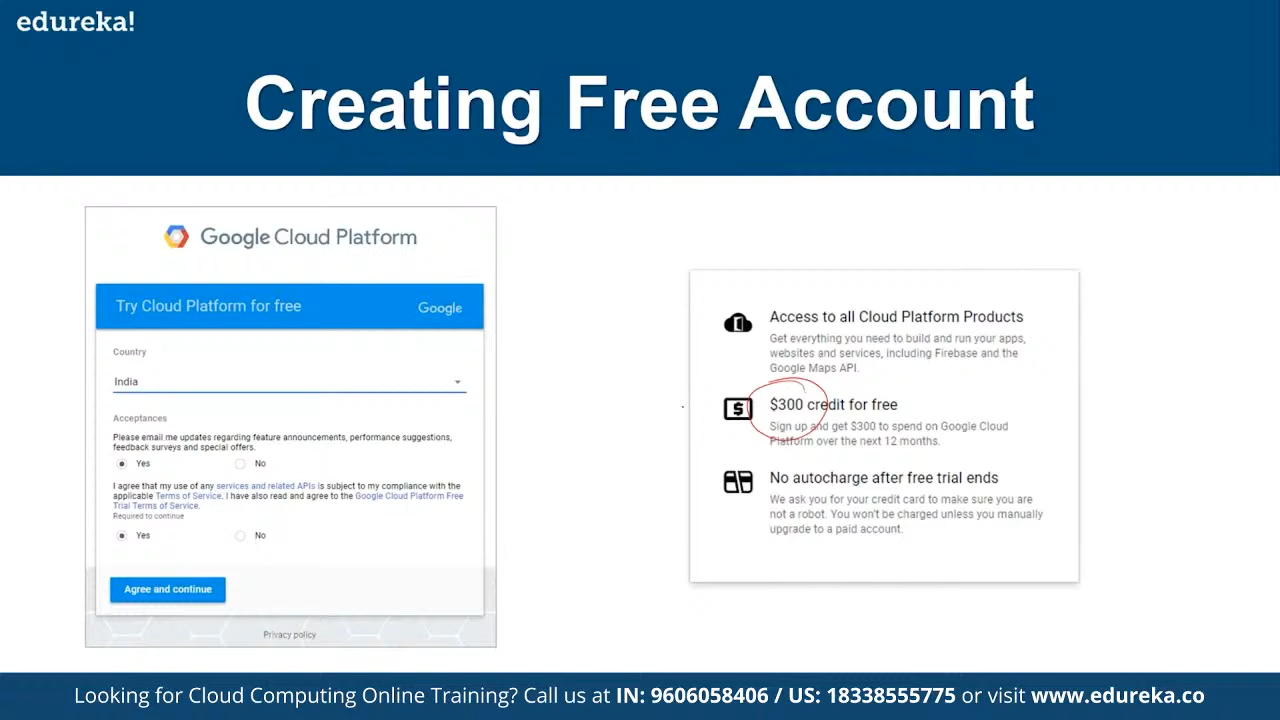 edureka!
Creating Free Account
Google Cloud Platform
Try Cloud Platform for free
Google
Country
India
Acceptances
Please email me updates regarding feature announcements, performance suggestions,
feedback surveys and special offers.
Yes No
I agree that my use of any services and related APIs is subject to my compliance with the
applicable Terms of Service. I have also read and agree to the Google Cloud Platform Free
Trial Terms of Service.
Required to continue
Yes No
Agree and continue
Privacy policy
Access to all Cloud Platform Products
Get everything you need to build and run your apps,
websites and services, including Firebase and the
Google Maps API.
$300 credit for free
Sign up and get $300 to spend on Google Cloud
Platform over the next 12 months.
No autocharge after free trial ends
We ask you for your credit card to make sure you are
not a robot. You won't be charged unless you manually
upgrade to a paid account.
Looking for Cloud Computing Online Training? Call us at IN: 9606058406 / US: 18338555775 or visit www.edureka.co